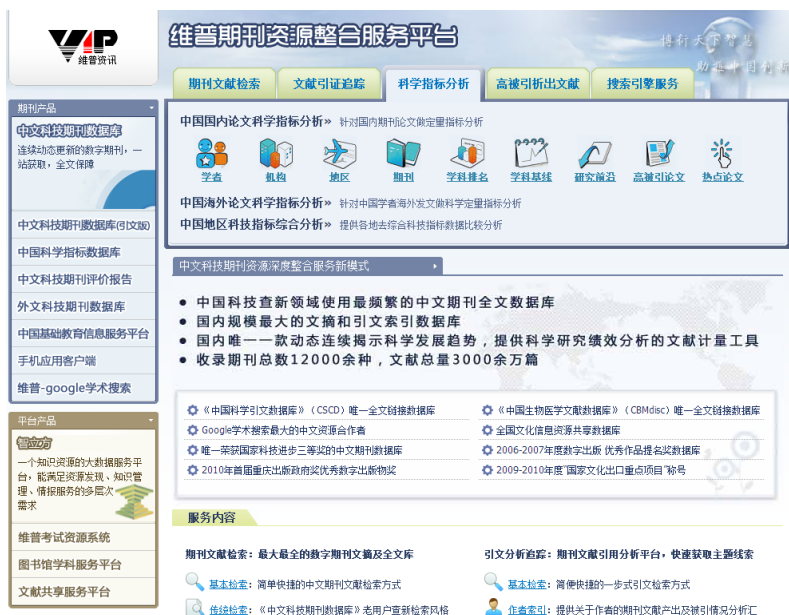 VIP
维普资讯
维普期刊资源整合服务平台
博衍天下智慧
期刊文献检索
文献引证追踪
科学指标分析
高被引析出文献
搜索引擎服务
期刊产品
中文科技期刊数据库
连续动态更新的数字期刊，一
站获取，全文保障
中文科技期刊数据库(引文版)
中国科学指标数据库
中文科技期刊评价报告
外文科技期刊数据库
中国基础教育信息服务平台
手机应用客户端
维普-google学术搜索
平台产品
智立方
一个知识资源的大数据服务平
台，能满足资源发现、知识管
理、情报服务的多层次
需求
维普考试资源系统
图书馆学科服务平台
文献共享服务平台
中国国内论文科学指标分析» 针对国内期刊论文做定量指标分析
学者
机构
地区
期刊
学科排名
学科基线
研究前沿
高被引论文
热点论文
中国海外论文科学指标分析» 针对中国学者海外发文做科学定量指标分析
中国地区科技指标综合分析» 提供各地去综合科技指标数据比较分析
中文科技期刊资源深度整合服务新模式
● 中国科技查新领域使用最频繁的中文期刊全文数据库
● 国内规模最大的文摘和引文索引数据库
● 国内唯一一款动态连续揭示科学发展趋势，提供科学研究绩效分析的文献计量工具
● 收录期刊总数12000余种，文献总量3000余万篇
《中国科学引文数据库》（CSCD）唯一全文链接数据库
《中国生物医学文献数据库》（CBMdisc）唯一全文链接数据库
Google学术搜索最大的中文资源合作者
全国文化信息资源共享数据库
唯一荣获国家科技进步三等奖的中文期刊数据库
2006-2007年度数字出版 优秀作品提名奖数据库
2010年首届重庆出版政府奖优秀数字出版物奖
2009-2010年度"国家文化出口重点项目"称号
服务内容
期刊文献检索：最大最全的数字期刊文摘及全文库
引文分析追踪：期刊文献引用分析平台，快速获取主题线索
基本检索：简单快捷的中文期刊文献检索方式
基本检索：简便快捷的一步式引文检索方式
传统检索：《中文科技期刊数据库》老用户查新检索风格
作者索引：提供关于作者的期刊文献产出及被引情况分析汇